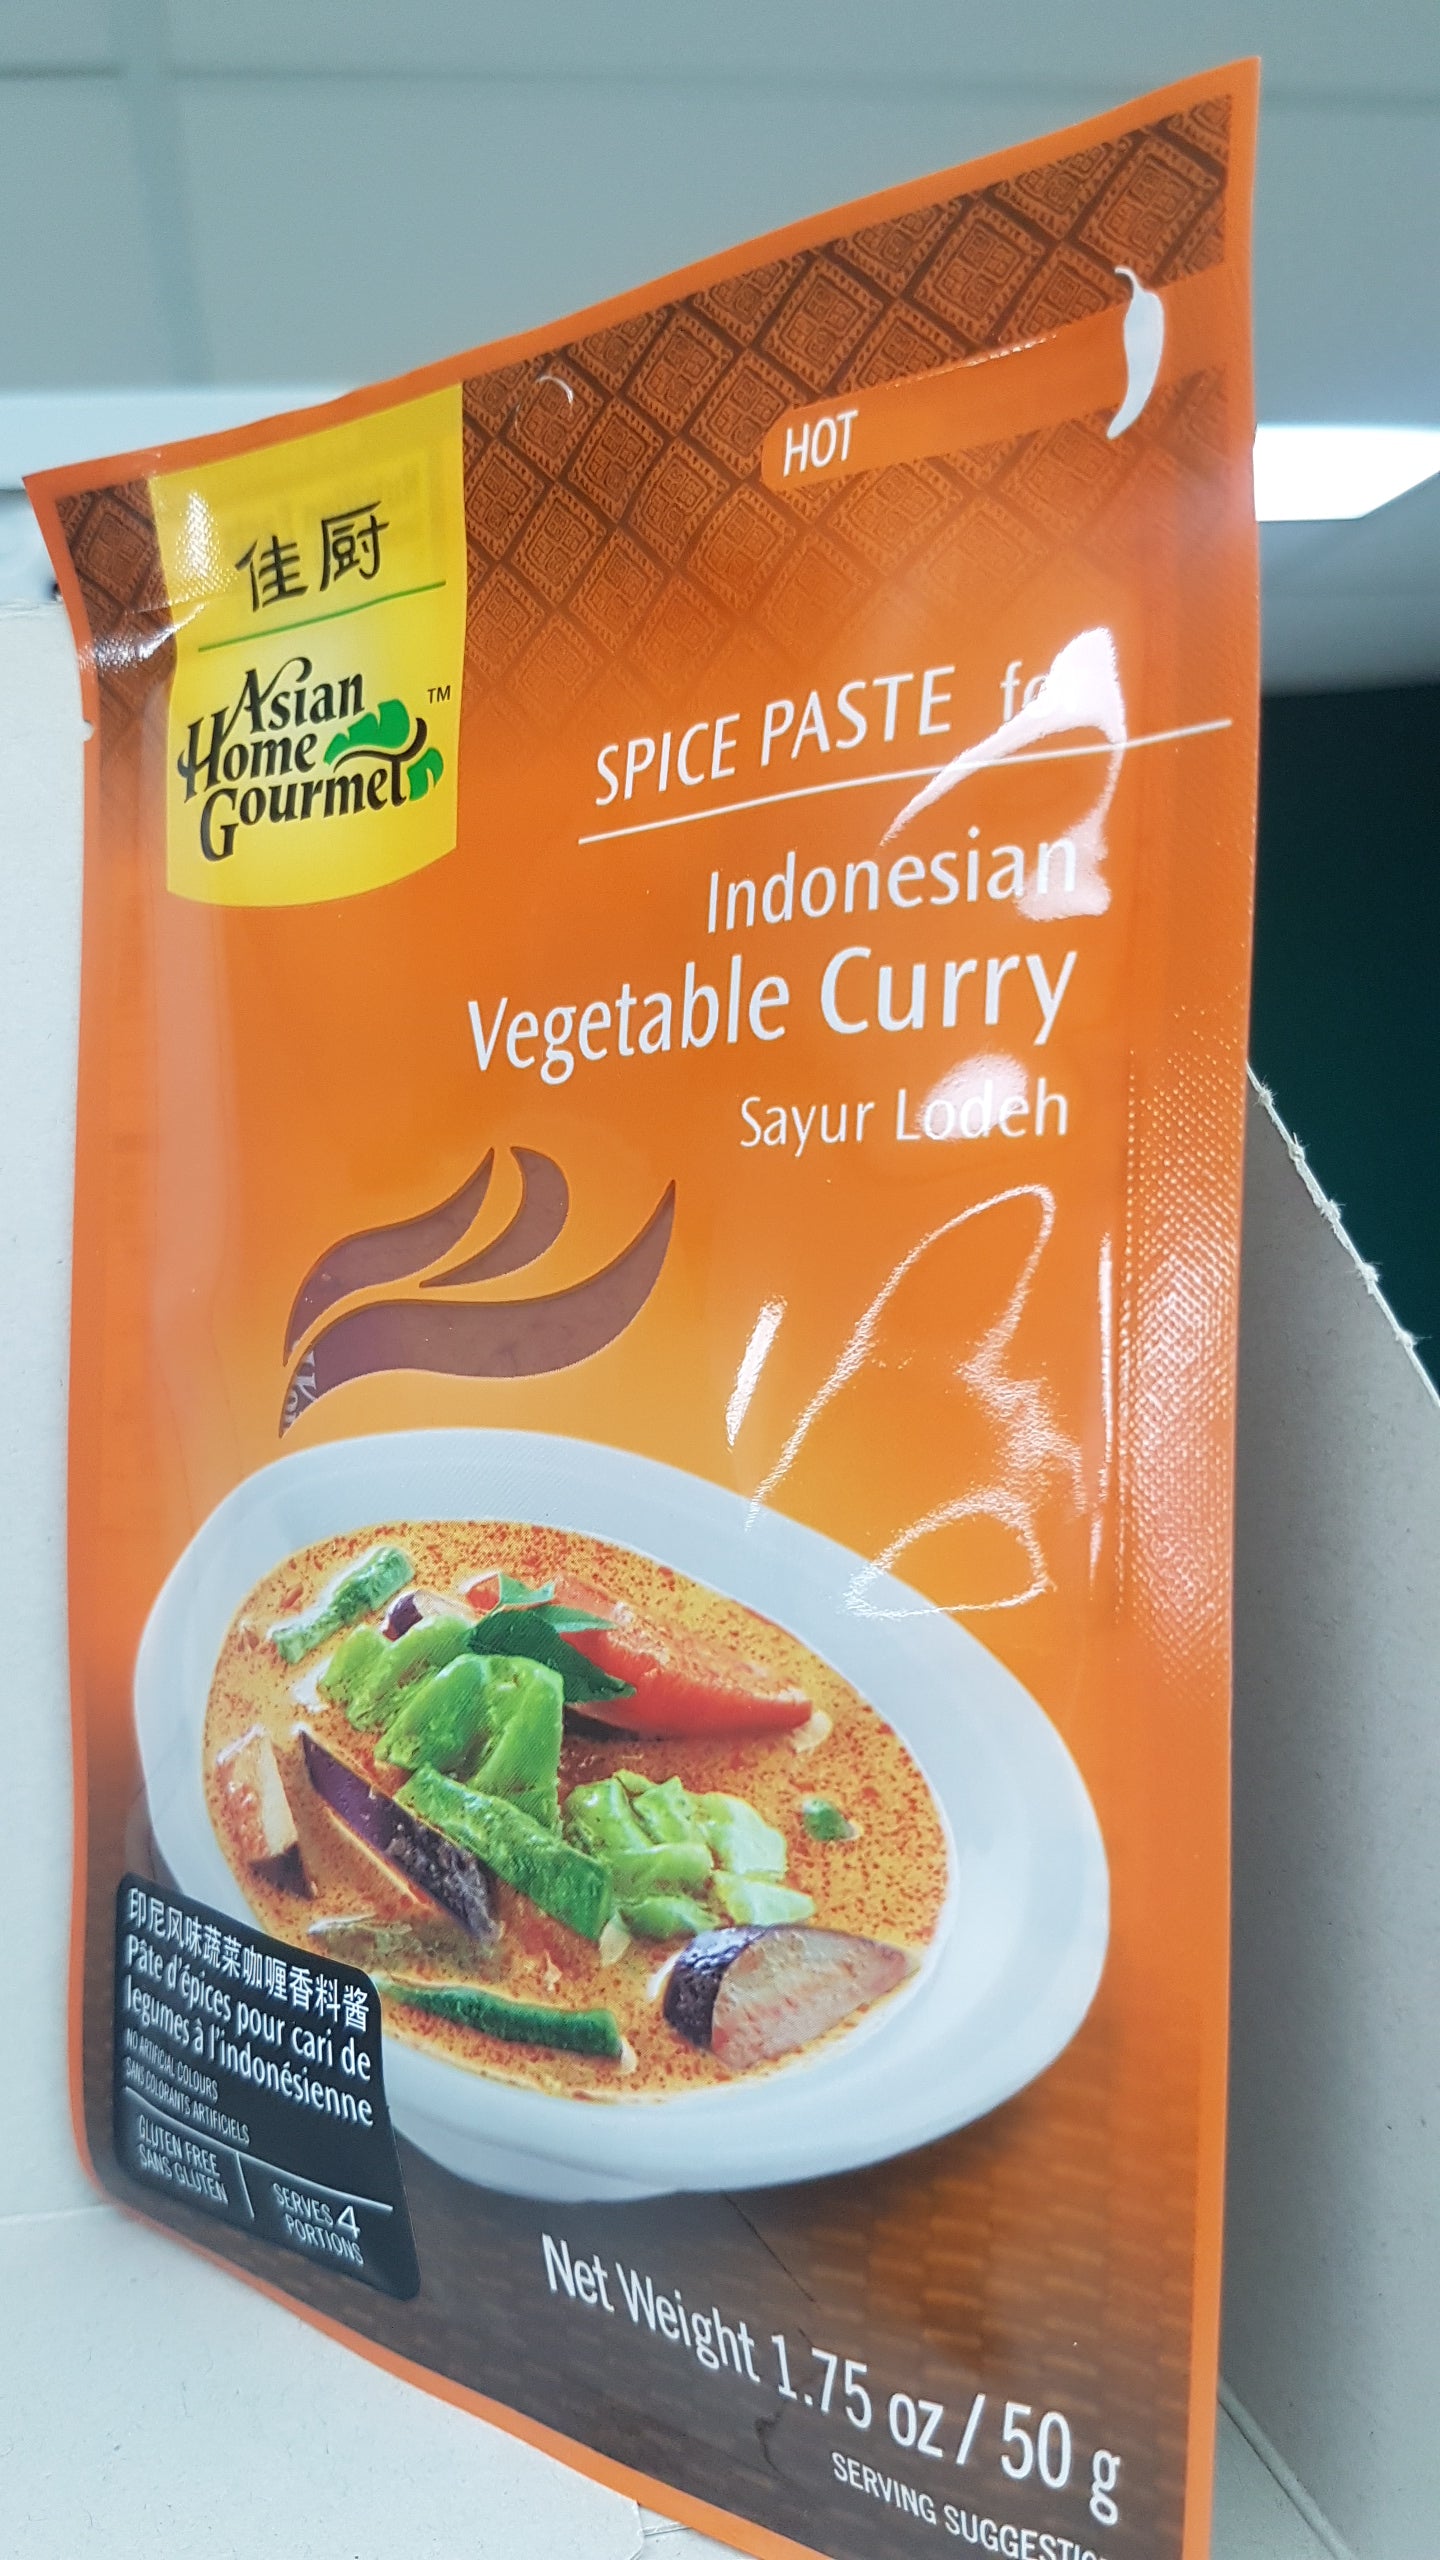 HOT
佳厨
Asian
Home
Gourmet
TM
SPICE PASTE
Indonesian
Vegetable Curry
Sayur Lodeh
印尼风味蔬菜咖喱香料酱
Pâte d'épices pour cari de
legumes à l'indonésienne
NO ARTIFICIAL COLOURS
SANS COLORANTS ARTIFICIELS
GLUTEN FREE
SANS GLUTEN
SERVES 4
PORTIONS
Net Weight 1.75 oz / 50 g
SERVING